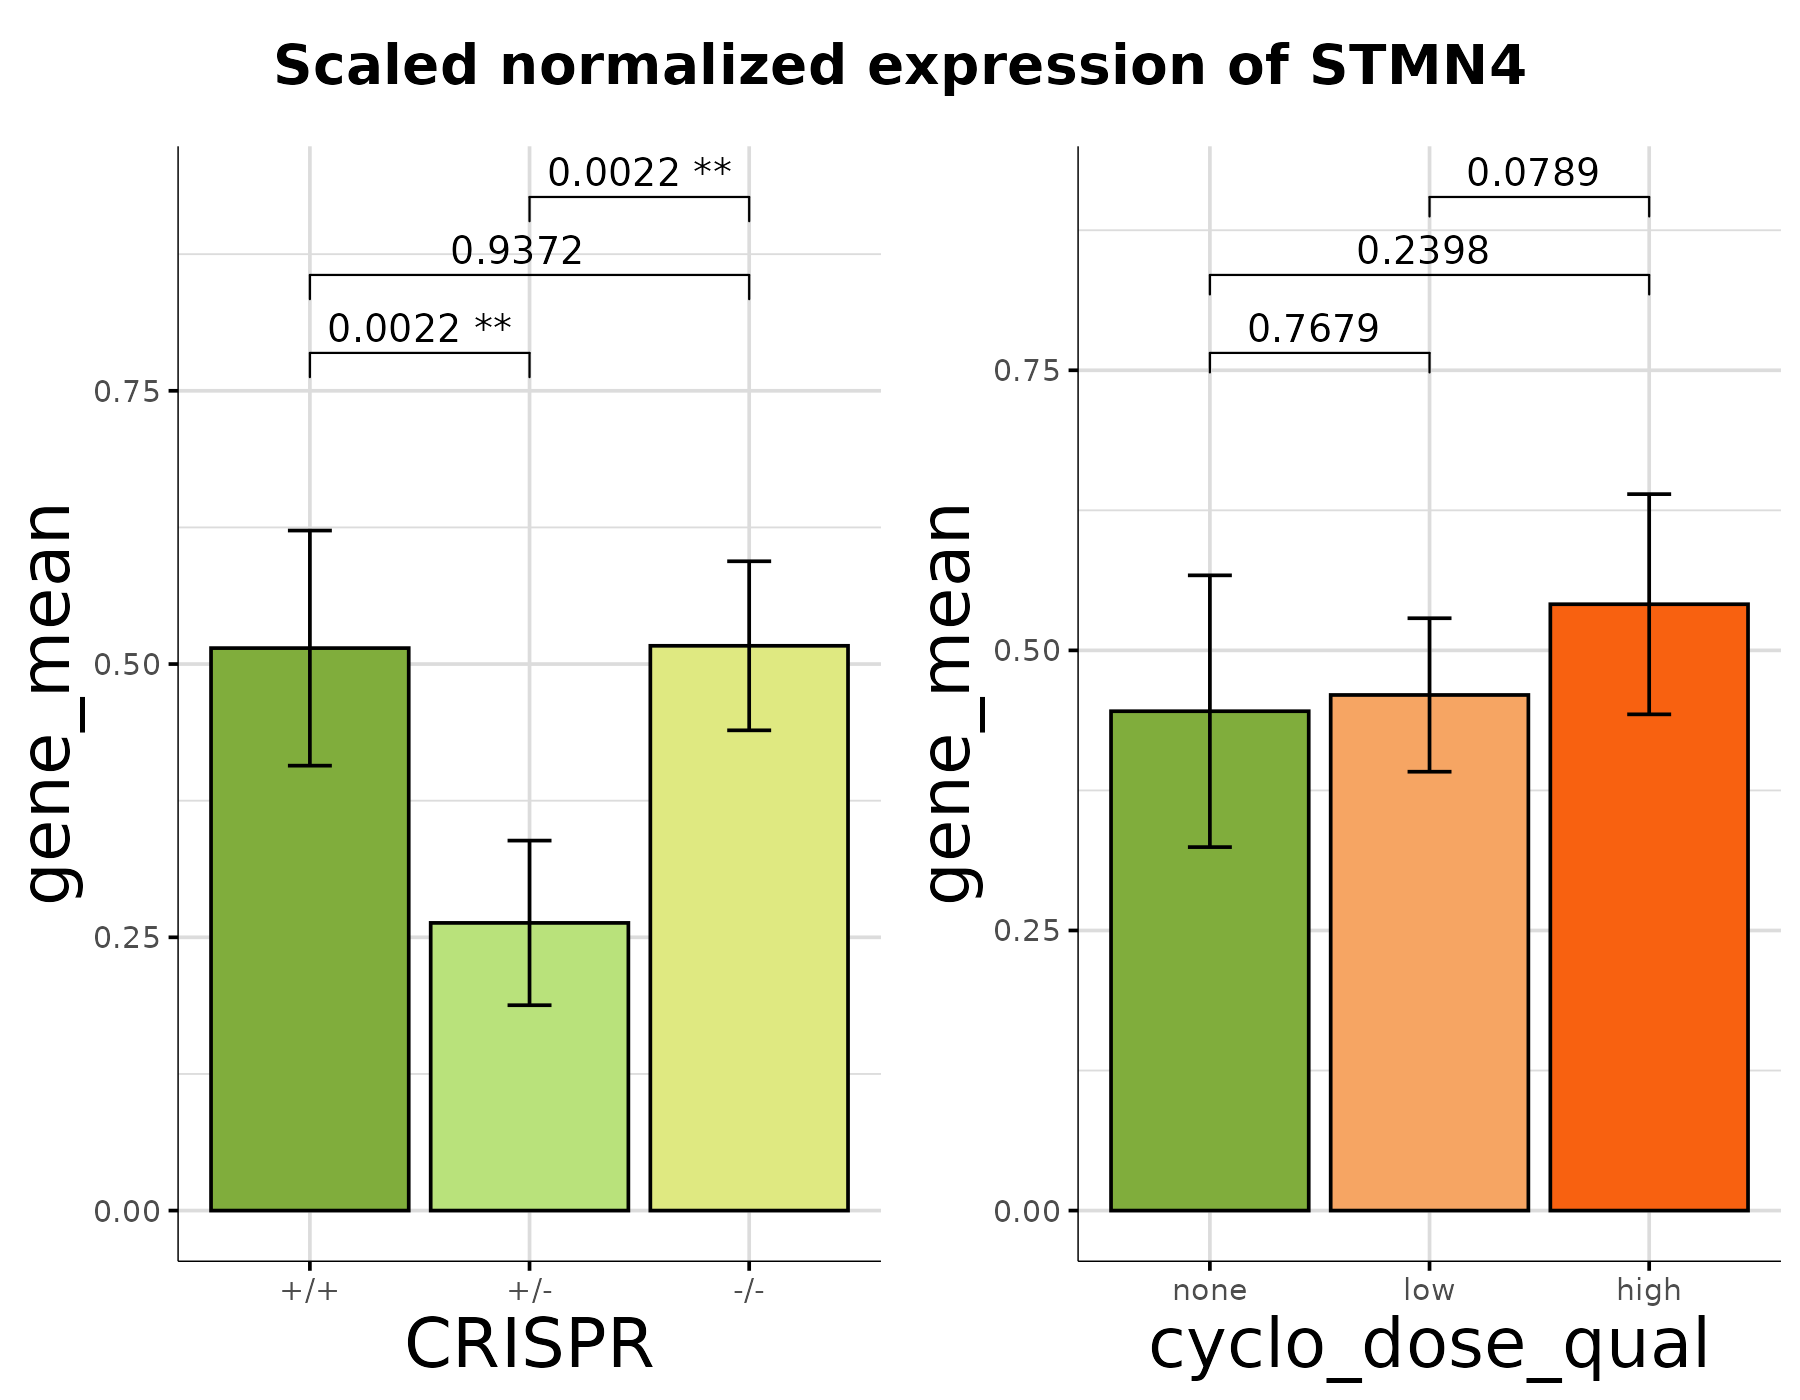 Scaled normalized expression of STMN4
0.0022 **
0.9372
0.0022 **
0.75
0.50
0.25
0.00
gene_mean
+/+ +/- -/-
CRISPR
0.0789
0.2398
0.7679
0.75
0.50
0.25
0.00
gene_mean
none low high
cyclo_dose_qual